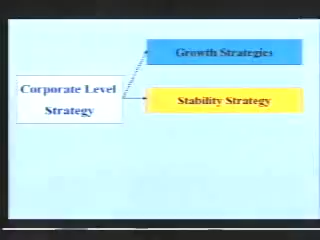 Growth Strategies
Corporate Level
Strategy
Stability Strategy